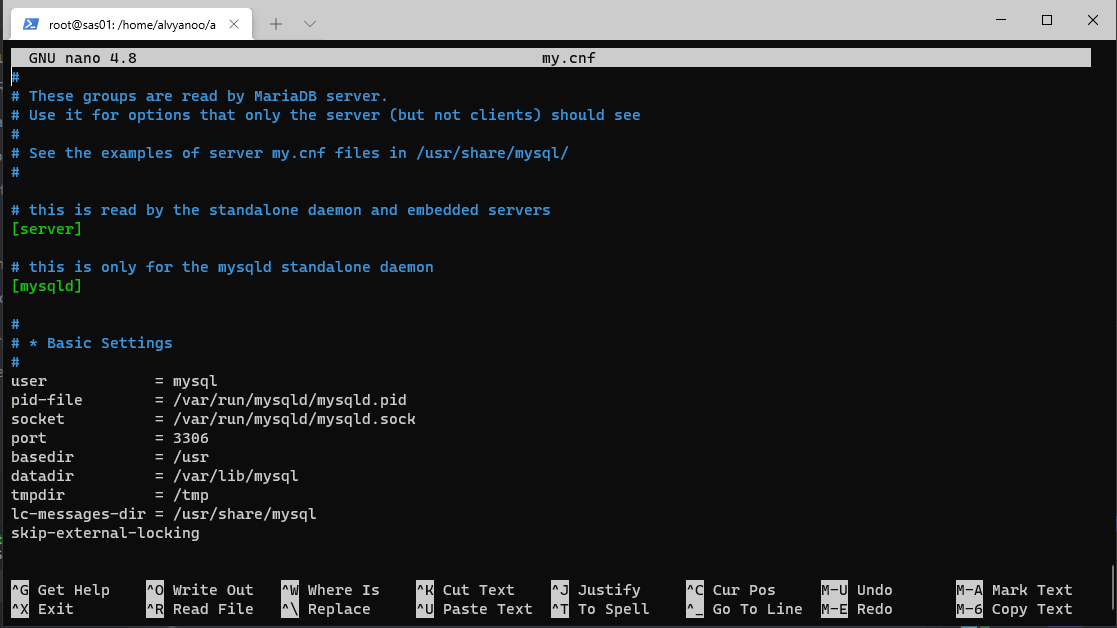 root@sas01: /home/alvyanoo/a
GNU nano 4.8 my.cnf
#
# These groups are read by MariaDB server.
# Use it for options that only the server (but not clients) should see
#
# See the examples of server my.cnf files in /usr/share/mysql/
#
# this is read by the standalone daemon and embedded servers
[server]
# this is only for the mysqld standalone daemon
[mysqld]
#
# * Basic Settings
#
user = mysql
pid-file = /var/run/mysqld/mysqld.pid
socket = /var/run/mysqld/mysqld.sock
port = 3306
basedir = /usr
datadir = /var/lib/mysql
tmpdir = /tmp
lc-messages-dir = /usr/share/mysql
skip-external-locking
^G Get Help ^O Write Out ^W Where Is ^K Cut Text ^J Justify ^C Cur Pos M-U Undo M-A Mark Text
^X Exit ^R Read File ^\ Replace ^U Paste Text ^T To Spell ^_ Go To Line M-E Redo M-6 Copy Text